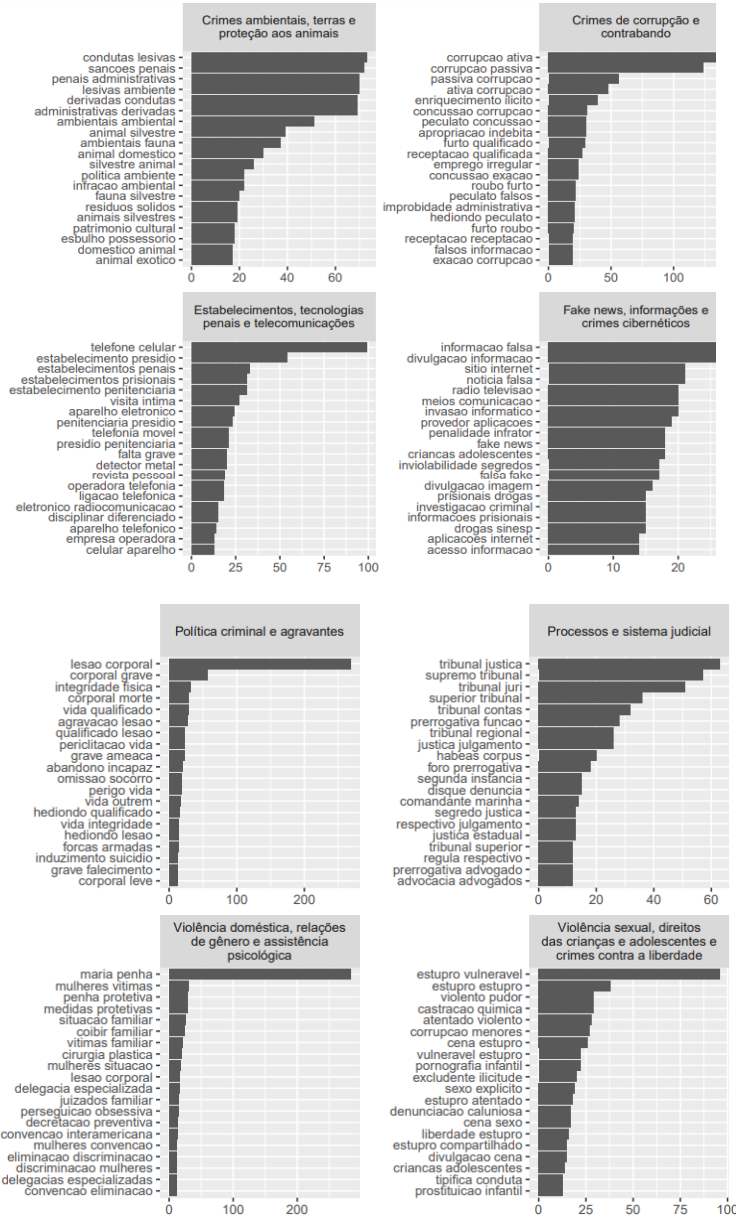 Crimes ambientais, terras e
proteção aos animais
condutas lesivas
sancoes penais
penais administrativas
lesivas ambiente
derivadas condutas
administrativas derivadas
ambientais ambiental
animal silvestre
ambientais fauna
animal domestico
silvestre animal
politica ambiente
infracao ambiental
fauna silvestre
residuos solidos
animais silvestres
patrimonio cultural
esbulho possessorio
domestico animal
animal exotico
0 20 40 60
Crimes de corrupção e
contrabando
corrupcao ativa
corrupcao passiva
passiva corrupcao
ativa corrupcao
enriquecimento ilicito
concussao corrupcao
peculato concussao
apropriacao indebita
furto qualificado
receptacao qualificada
emprego irregular
concussao exacao
roubo furto
peculato falsos
improbidade administrativa
hediondo peculato
furto roubo
receptacao receptacao
falsos informacao
exacao corrupcao
0 50 100
Estabelecimentos, tecnologias
penais e telecomunicações
telefone celular
estabelecimento presidio
estabelecimentos penais
estabelecimentos prisionais
estabelecimento penitenciaria
visita intima
aparelho eletronico
penitenciaria presidio
telefonia movel
presidio penitenciaria
falta grave
detector metal
revista pessoal
operadora telefonia
ligacao telefonica
eletronico radiocomunicacao
disciplinar diferenciado
aparelho telefonico
empresa operadora
celular aparelho
0 25 50 75 100
Fake news, informações e
crimes cibernéticos
informacao falsa
divulgacao informacao
sitio internet
noticia falsa
radio televisao
meios comunicacao
invasao informatico
provedor aplicacoes
penalidade infrator
fake news
criancas adolescentes
inviolabilidade segredos
falsa fake
divulgacao imagem
prisionais drogas
investigacao criminal
informacoes prisionais
drogas sinesp
aplicacoes internet
acesso informacao
0 10 20
Política criminal e agravantes
lesao corporal
corporal grave
integridade fisica
corporal morte
vida qualificado
agravacao lesao
qualificado lesao
periclitacao vida
grave ameaca
abandono incapaz
omissao socorro
perigo vida
vida outrem
hediondo qualificado
vida integridade
hediondo lesao
forcas armadas
induzimento suicidio
grave falecimento
corporal leve
0 100 200
Processos e sistema judicial
tribunal justica
supremo tribunal
tribunal juri
superior tribunal
tribunal contas
prerrogativa funcao
tribunal regional
justica julgamento
habeas corpus
foro prerrogativa
segunda instancia
disque denuncia
comandante marinha
segredo justica
respectivo julgamento
justica estadual
tribunal superior
regula respectivo
prerrogativa advogado
advocacia advogados
0 20 40 60
Violência doméstica, relações
de gênero e assistência
psicológica
maria penha
mulheres vitimas
penha protetiva
medidas protetivas
situacao familiar
coibir familiar
vitimas familiar
cirurgia plastica
mulheres situacao
lesao corporal
delegacia especializada
juizados familiar
perseguicao obsessiva
decretacao preventiva
convencao interamericana
mulheres convencao
eliminacao discriminacao
discriminacao mulheres
delegacias especializadas
convencao eliminacao
0 100 200
Violência sexual, direitos
das crianças e adolescentes e
crimes contra a liberdade
estupro vulneravel
estupro estupro
violento pudor
castracao quimica
atentado violento
corrupcao menores
cena estupro
vulneravel estupro
pornografia infantil
excludente ilicitude
sexo explicito
estupro atentado
denunciacao caluniosa
cena sexo
liberdade estupro
estupro compartilhado
divulgacao cena
criancas adolescentes
tipifica conduta
prostituicao infantil
0 25 50 75 100